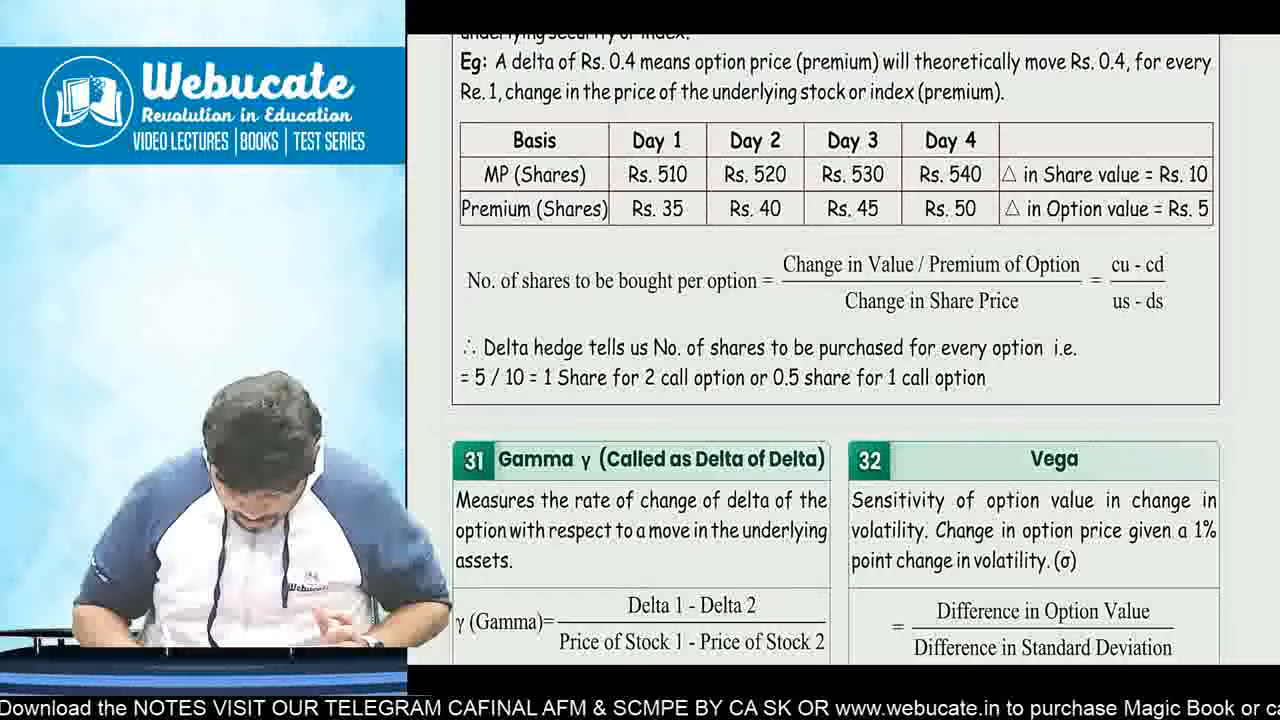 Webucate
Revolution in Education
VIDEO LECTURES | BOOKS | TEST SERIES
underlying security or index.
Eg: A delta of Rs. 0.4 means option price (premium) will theoretically move Rs. 0.4, for every
Re. 1, change in the price of the underlying stock or index (premium).
Basis Day 1 Day 2 Day 3 Day 4
MP (Shares) Rs. 510 Rs. 520 Rs. 530 Rs. 540 △ in Share value = Rs. 10
Premium (Shares) Rs. 35 Rs. 40 Rs. 45 Rs. 50 △ in Option value = Rs. 5
Change in Value / Premium of Option cu - cd
No. of shares to be bought per option = =
Change in Share Price us - ds
∴ Delta hedge tells us No. of shares to be purchased for every option i.e.
= 5 / 10 = 1 Share for 2 call option or 0.5 share for 1 call option
31 Gamma γ (Called as Delta of Delta)
Measures the rate of change of delta of the
option with respect to a move in the underlying
assets.
Delta 1 - Delta 2
γ (Gamma)=
Price of Stock 1 - Price of Stock 2
32 Vega
Sensitivity of option value in change in
volatility. Change in option price given a 1%
point change in volatility. (σ)
Difference in Option Value
=
Difference in Standard Deviation
Webucate
Download the NOTES VISIT OUR TELEGRAM CAFINAL AFM & SCMPE BY CA SK OR www.webucate.in to purchase Magic Book or ca